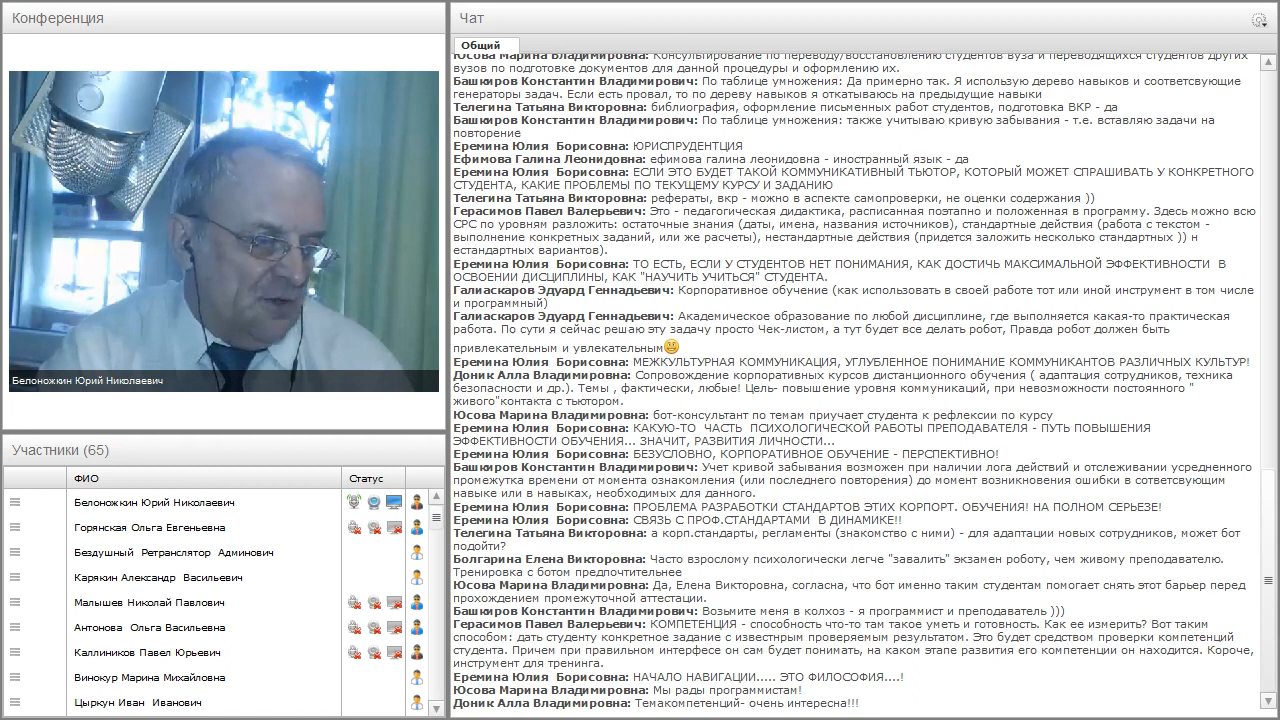 Конференция
Белоножкин Юрий Николаевич
Участники (65)
ФИО
Статус
Белоножкин Юрий Николаевич
Горянская Ольга Евгеньевна
Бездушный Ретранслятор Админович
Карякин Александр Васильевич
Малышев Николай Павлович
Антонова Ольга Васильевна
Каллиников Павел Юрьевич
Винокур Марина Михайловна
Цыркун Иван Иванович
Чат
Общий
Юсова Марина Владимировна: Консультирование по переводу/восстановлению студентов вуза и переводящихся студентов других
вузов по подготовке документов для данной процедуры и оформлению их.
Башкиров Константин Владимирович: По таблице умножения: Да примерно так. Я использую дерево навыков и соответсвующие
генераторы задач. Если есть провал, то по дереву навыков я откатываюсь на предыдущие навыки
Телегина Татьяна Викторовна: библиография, оформление письменных работ студентов, подготовка ВКР - да
Башкиров Константин Владимирович: По таблице умножения: также учитываю кривую забывания - т.е. вставляю задачи на
повторение
Еремина Юлия Борисовна: ЮРИСПРУДЕНТЦИЯ
Ефимова Галина Леонидовна: ефимова галина леонидовна - иностранный язык - да
Еремина Юлия Борисовна: ЕСЛИ ЭТО БУДЕТ ТАКОЙ КОММУНИКАТИВНЫЙ ТЬЮТОР, КОТОРЫЙ МОЖЕТ СПРАШИВАТЬ У КОНКРЕТНОГО
СТУДЕНТА, КАКИЕ ПРОБЛЕМЫ ПО ТЕКУЩЕМУ КУРСУ И ЗАДАНИЮ
Телегина Татьяна Викторовна: рефераты, вкр - можно в аспекте самопроверки, не оценки содержания ))
Герасимов Павел Валерьевич: Это - педагогическая дидактика, расписанная поэтапно и положенная в программу. Здесь можно всю
СРС по уровням разложить: остаточные знания (даты, имена, названия источников), стандартные действия (работа с текстом -
выполнение конкретных заданий, или же расчеты), нестандартные действия (придется заложить несколько стандартных )) н
естандартных вариантов).
Еремина Юлия Борисовна: ТО ЕСТЬ, ЕСЛИ У СТУДЕНТОВ НЕТ ПОНИМАНИЯ, КАК ДОСТИЧЬ МАКСИМАЛЬНОЙ ЭФФЕКТИВНОСТИ В
ОСВОЕНИИ ДИСЦИПЛИНЫ, КАК "НАУЧИТЬ УЧИТЬСЯ" СТУДЕНТА.
Галиаскаров Эдуард Геннадьевич: Корпоративное обучение (как использовать в своей работе тот или иной инструмент в том числе
и программный)
Галиаскаров Эдуард Геннадьевич: Академическое образование по любой дисциплине, где выполняется какая-то практическая
работа. По сути я сейчас решаю эту задачу просто Чек-листом, а тут будет все делать робот, Правда робот должен быть
привлекательным и увлекательным
Еремина Юлия Борисовна: МЕЖКУЛЬТУРНАЯ КОММУНИКАЦИЯ, УГЛУБЛЕННОЕ ПОНИМАНИЕ КОММУНИКАНТОВ РАЗЛИЧНЫХ КУЛЬТУР!
Доник Алла Владимировна: Сопровождение корпоративных курсов дистанционного обучения ( адаптация сотрудников, техника
безопасности и др.). Темы , фактически, любые! Цель- повышение уровня коммуникаций, при невозможности постоянного "
живого"контакта с тьютором.
Юсова Марина Владимировна: бот-консультант по темам приучает студента к рефлексии по курсу
Еремина Юлия Борисовна: КАКУЮ-ТО ЧАСТЬ ПСИХОЛОГИЧЕСКОЙ РАБОТЫ ПРЕПОДАВАТЕЛЯ - ПУТЬ ПОВЫШЕНИЯ
ЭФФЕКТИВНОСТИ ОБУЧЕНИЯ... ЗНАЧИТ, РАЗВИТИЯ ЛИЧНОСТИ...
Еремина Юлия Борисовна: БЕЗУСЛОВНО, КОРПОРАТИВНОЕ ОБУЧЕНИЕ - ПЕРСПЕКТИВНО!
Башкиров Константин Владимирович: Учет кривой забывания возможен при наличии лога действий и отслеживании усредненного
промежутка времени от момента ознакомления (или последнего повторения) до момент возникновения ошибки в сответсвующим
навыке или в навыках, необходимых для данного.
Еремина Юлия Борисовна: ПРОБЛЕМА РАЗРАБОТКИ СТАНДАРТОВ ЭТИХ КОРПОРТ. ОБУЧЕНИЯ! НА ПОЛНОМ СЕРЬЕЗЕ!
Еремина Юлия Борисовна: СВЯЗЬ С ПРОФ.СТАНДАРТАМИ В ДИНАМИКЕ!!
Телегина Татьяна Викторовна: а корп.стандарты, регламенты (знакомство с ними) - для адаптации новых сотрудников, может бот
подойти?
Болгарина Елена Викторовна: Часто взрослому психологически легче "завалить" экзамен роботу, чем живому преподавателю.
Тренировка с ботом предпочтительнее
Юсова Марина Владимировна: Да, Елена Викторовна, согласна, что бот именно таким студентам помогает снять этот барьер перед
прохождением промежуточной аттестации.
Башкиров Константин Владимирович: Возьмите меня в колхоз - я программист и преподаватель )))
Герасимов Павел Валерьевич: КОМПЕТЕНЦИЯ - способность что-то там такое уметь и готовность. Как ее измерить? Вот таким
способом: дать студенту конкретное задание с известнрым проверяемым результатом. Это будет средством проверки компетенций
студента. Причем при правильном интерфесе он сам будет понимать, на каком этапе развития его компетенции он находится. Короче,
инструмент для тренинга.
Еремина Юлия Борисовна: НАЧАЛО НАВИГАЦИИ..... ЭТО ФИЛОСОФИЯ....!
Юсова Марина Владимировна: Мы рады программистам!
Доник Алла Владимировна: Темакомпетенций- очень интересна!!!